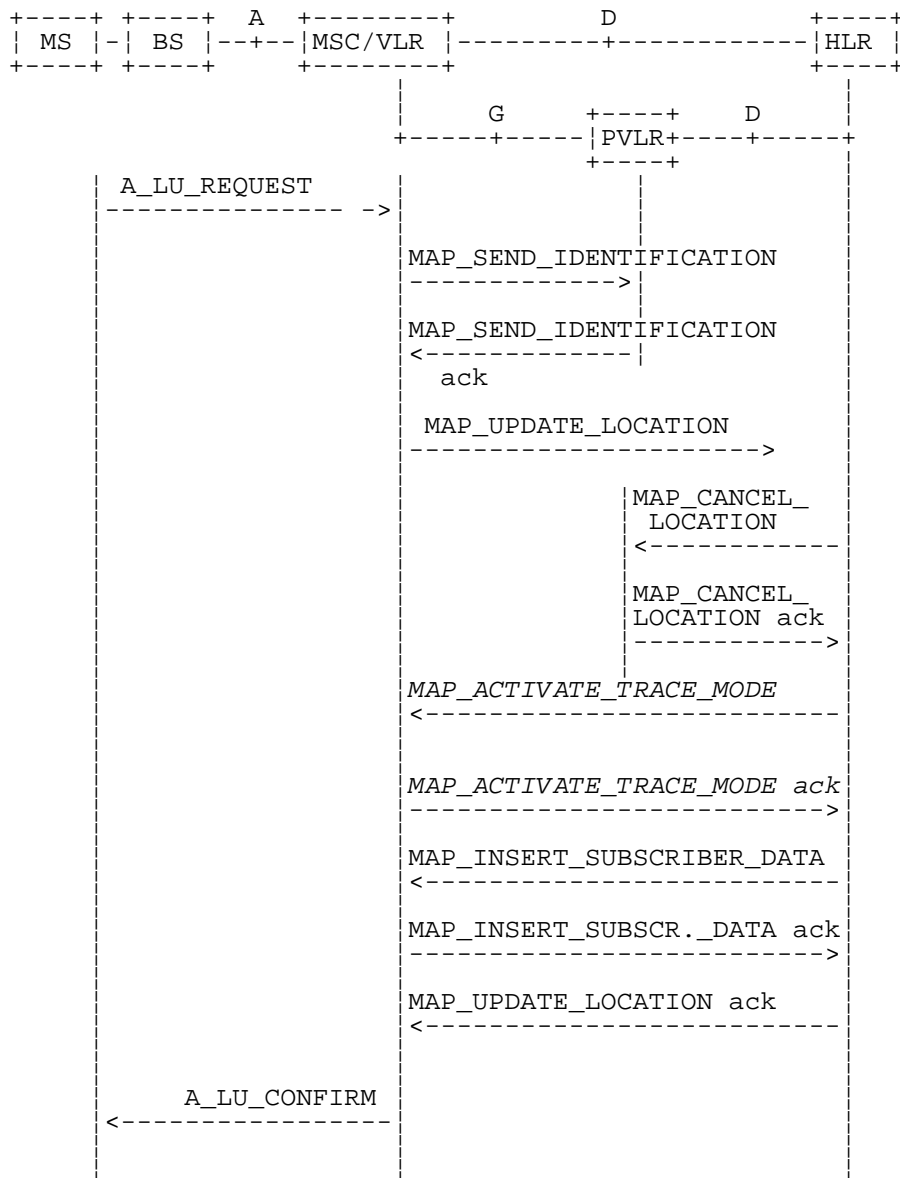 A D
MS BS MSC/VLR HLR
G D
PVLR
A_LU_REQUEST
MAP_SEND_IDENTIFICATION
MAP_SEND_IDENTIFICATION
ack
MAP_UPDATE_LOCATION
MAP_CANCEL_
LOCATION
MAP_CANCEL_
LOCATION ack
MAP_ACTIVATE_TRACE_MODE
MAP_ACTIVATE_TRACE_MODE ack
MAP_INSERT_SUBSCRIBER_DATA
MAP_INSERT_SUBSCR._DATA ack
MAP_UPDATE_LOCATION ack
A_LU_CONFIRM